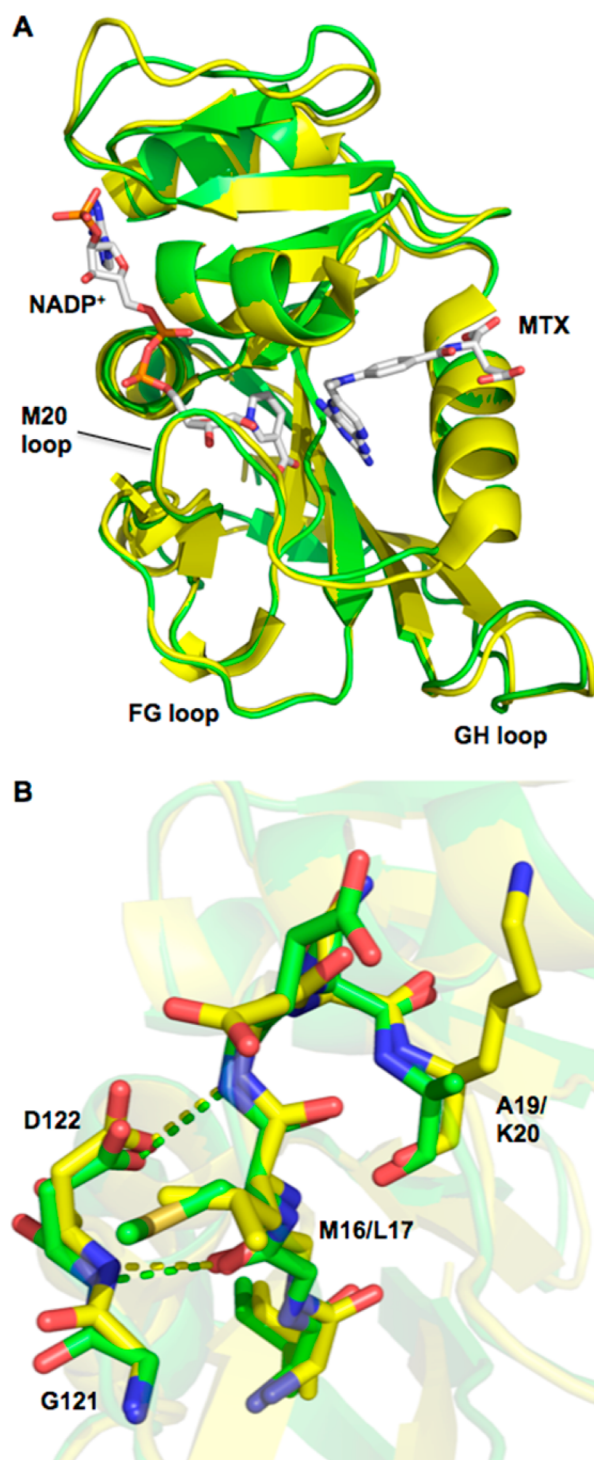 A
NADP⁺
MTX
M20
loop
FG loop
GH loop
B
D122
A19/
K20
M16/L17
G121